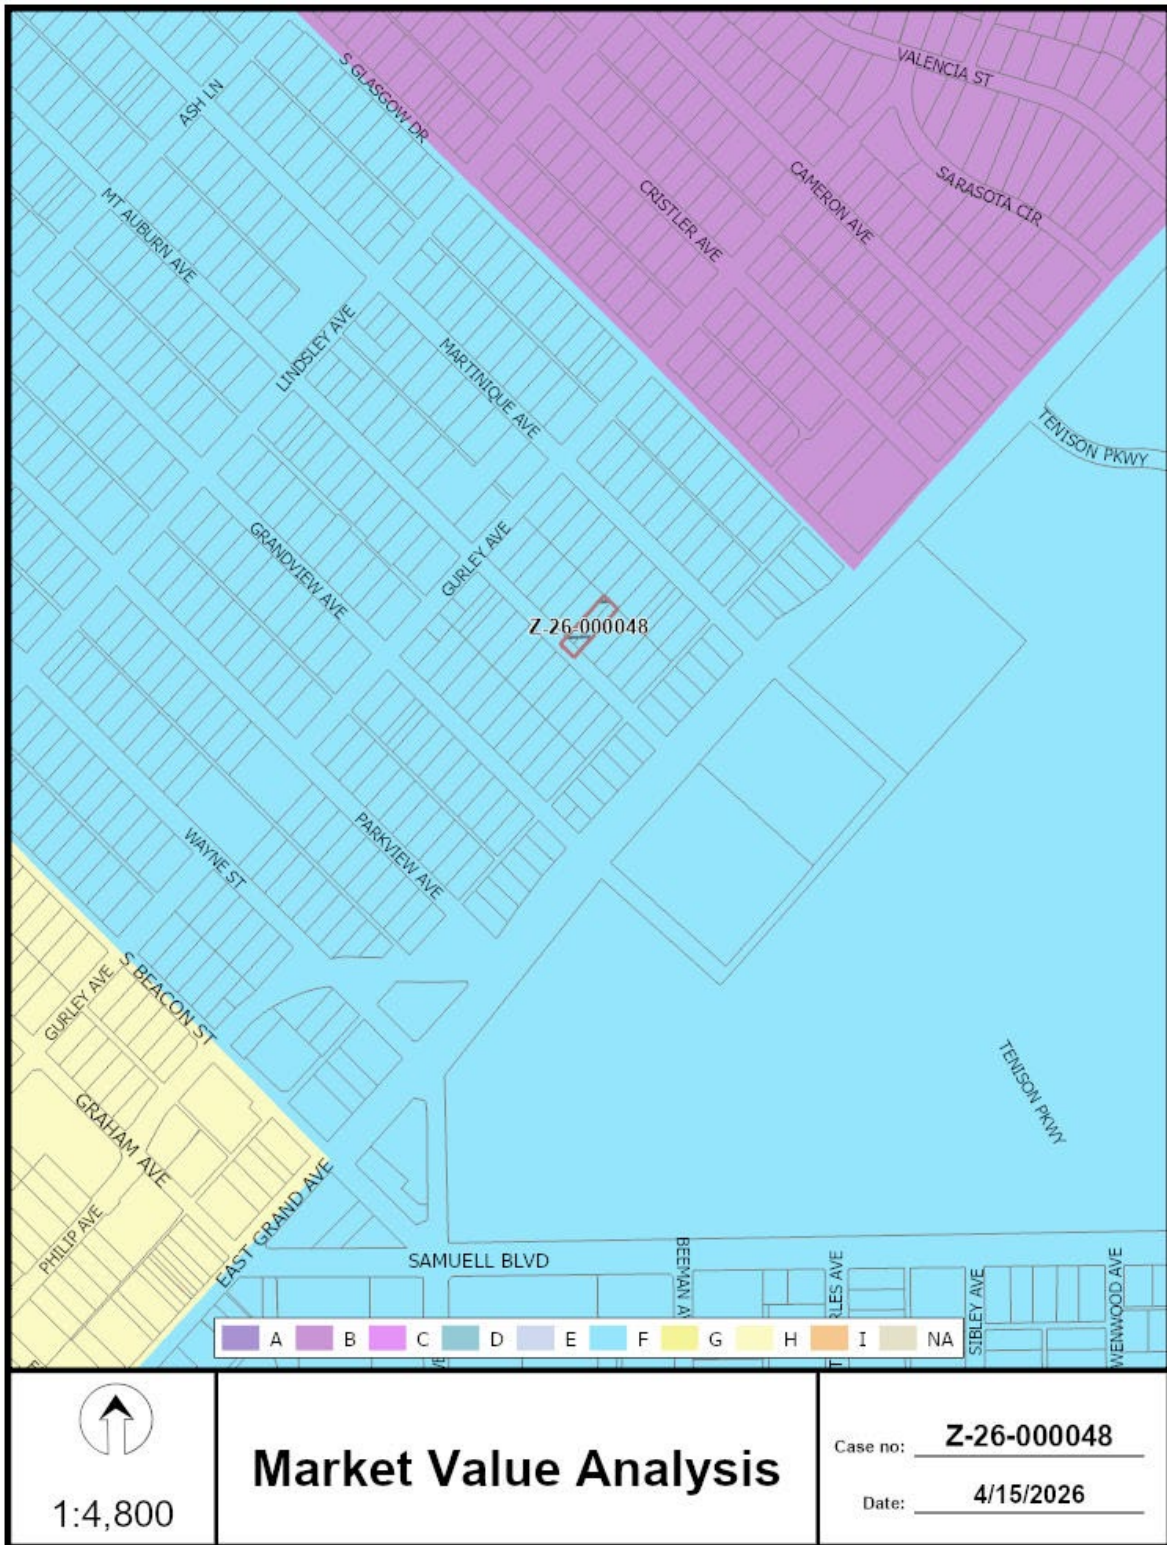 VALENCIA ST
S GLASGOW DR
ASH LN
SARASOTA CIR
CAMERON AVE
CRISTLER AVE
MT AUBURN AVE
LINDSLEY AVE
MARTINIQUE AVE
TENISON PKWY
GURLEY AVE
GRANDVIEW AVE
Z-26-000048
PARKVIEW AVE
WAYNE ST
S BEACON ST
GURLEY AVE
TENISON PKWY
GRAHAM AVE
PHILIP AVE
EAST GRAND AVE
SAMUELL BLVD
BEEMAN AV
RLES AVE
SIBLEY AVE
WENWOOD AVE
A B C D E F G H I NA
1:4,800
Market Value Analysis
Case no: Z-26-000048
Date: 4/15/2026